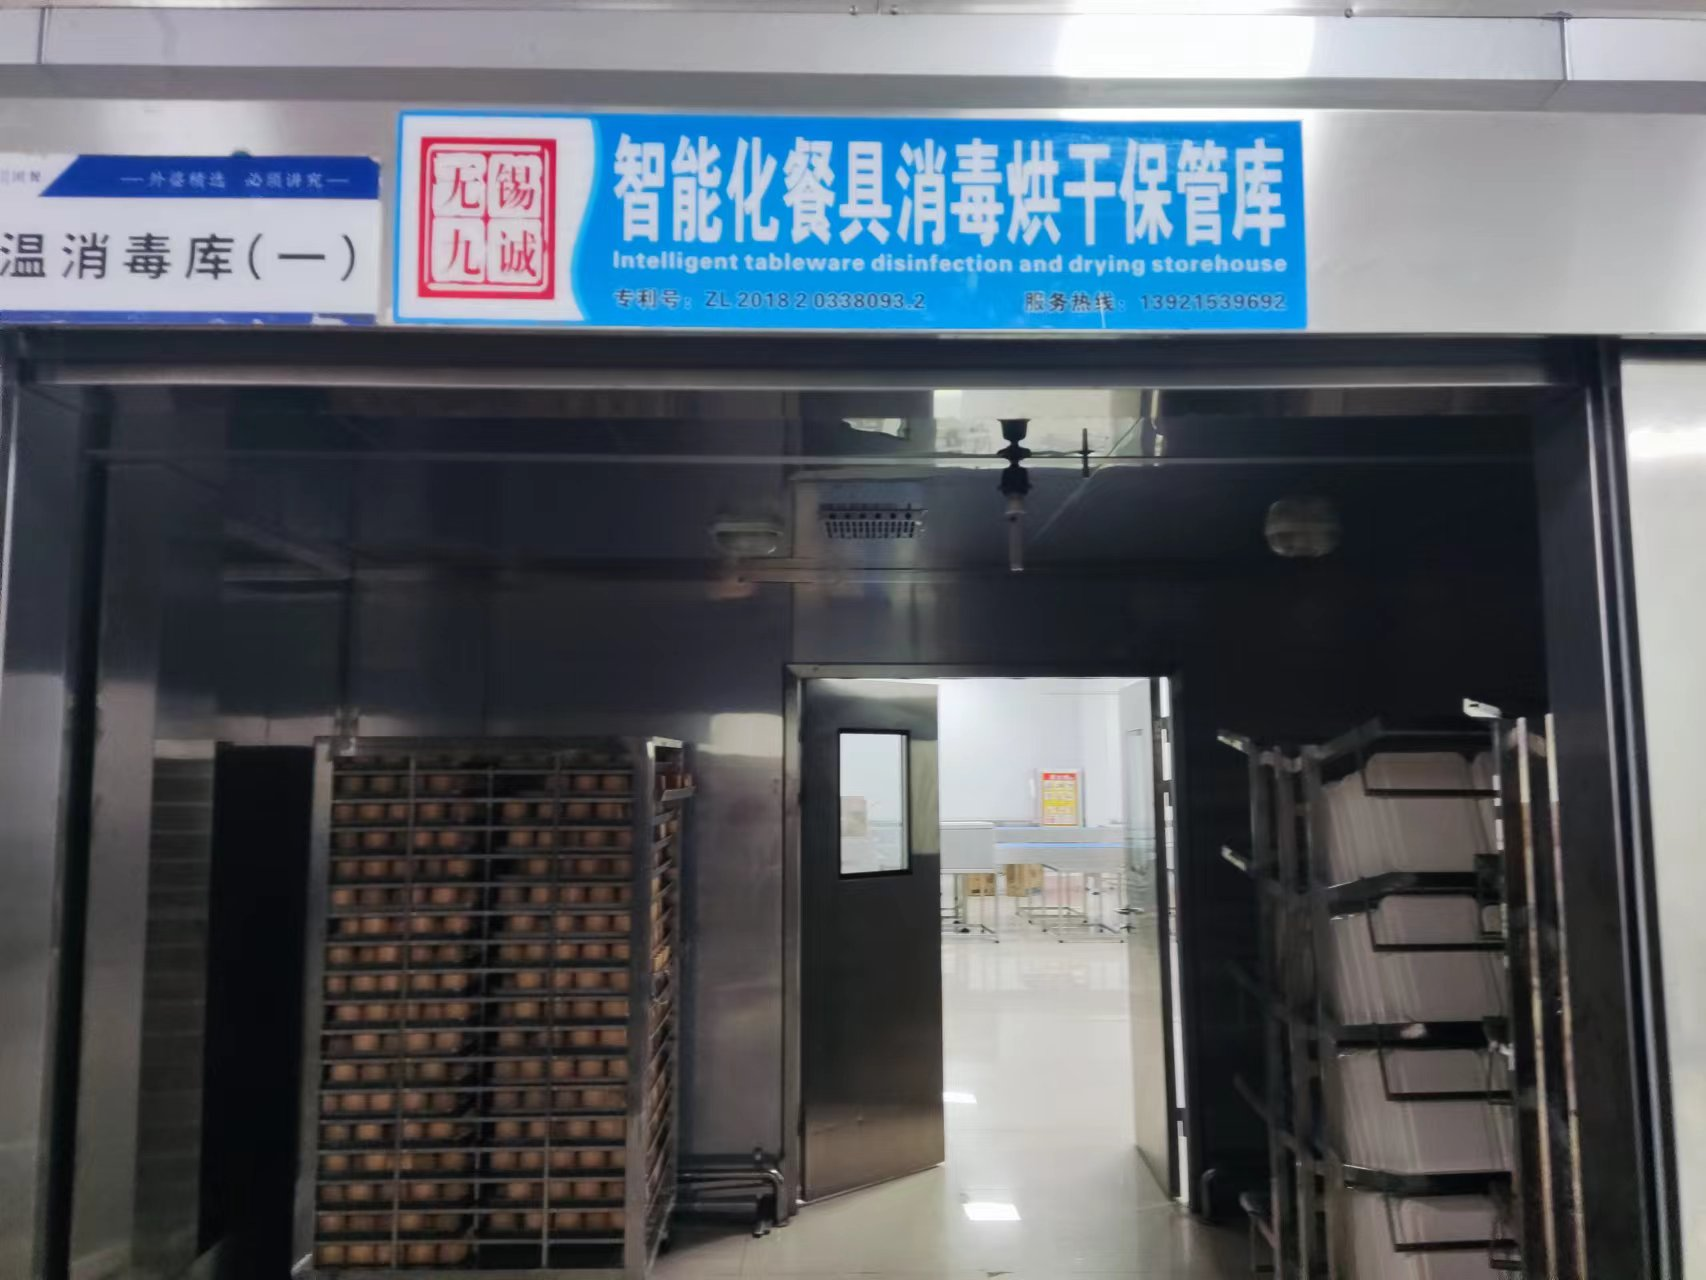 —外婆精选 必须讲究—
温消毒库(一)
无锡
九诚
智能化餐具消毒烘干保管库
Intelligent tableware disinfection and drying storehouse
专利号：ZL 2018 2 0338093.2 服务热线：13921539692